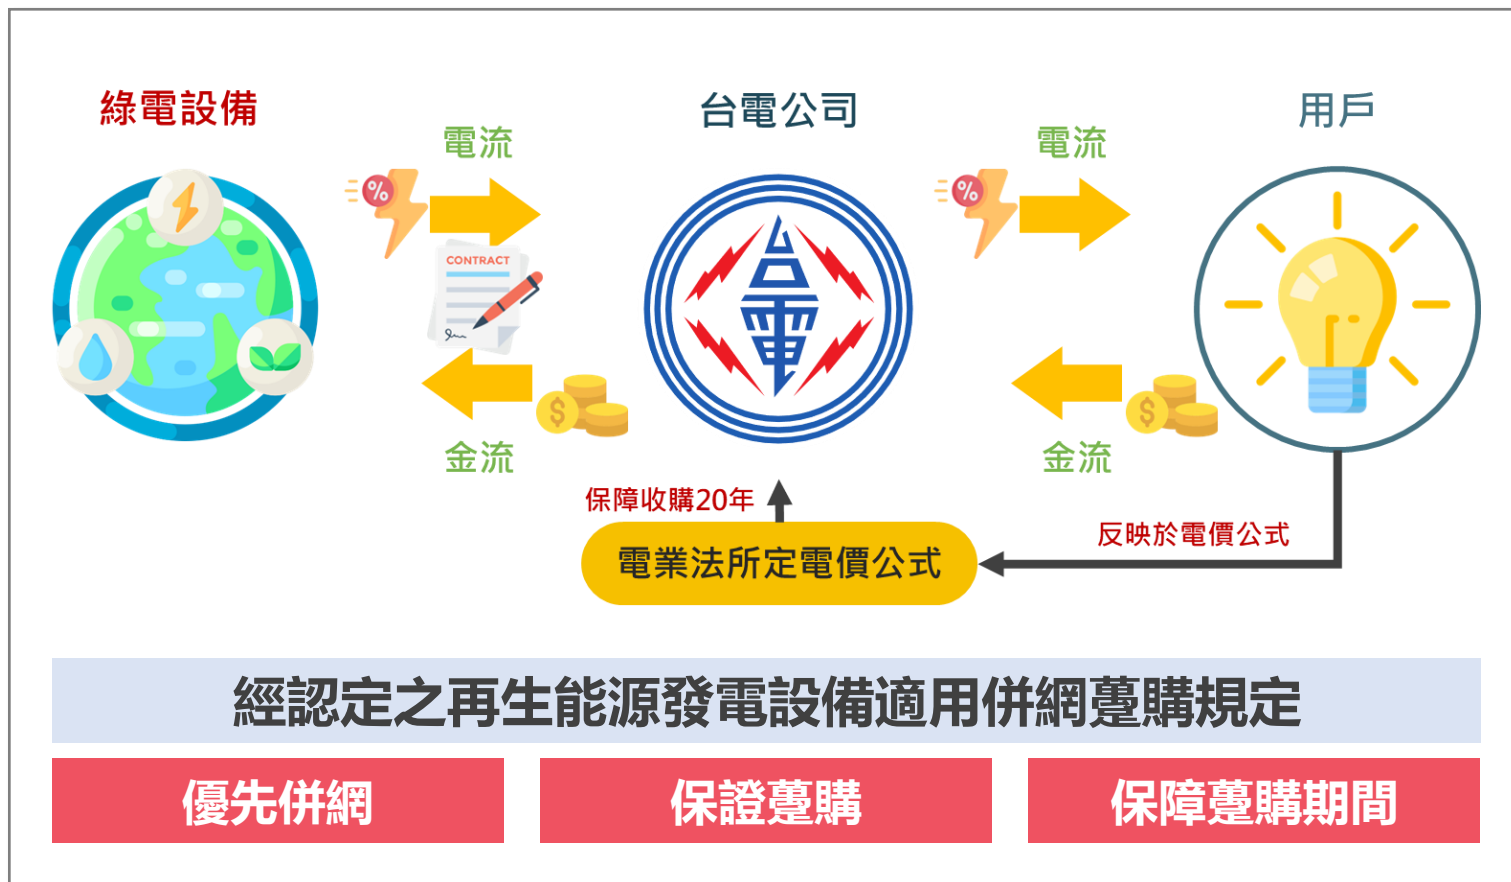 綠電設備
台電公司
用戶
電流
電流
%
%
CONTRACT
台電
$
$
金流
金流
保障收購20年
反映於電價公式
電業法所定電價公式
經認定之再生能源發電設備適用併網躉購規定
優先併網
保證躉購
保障躉購期間